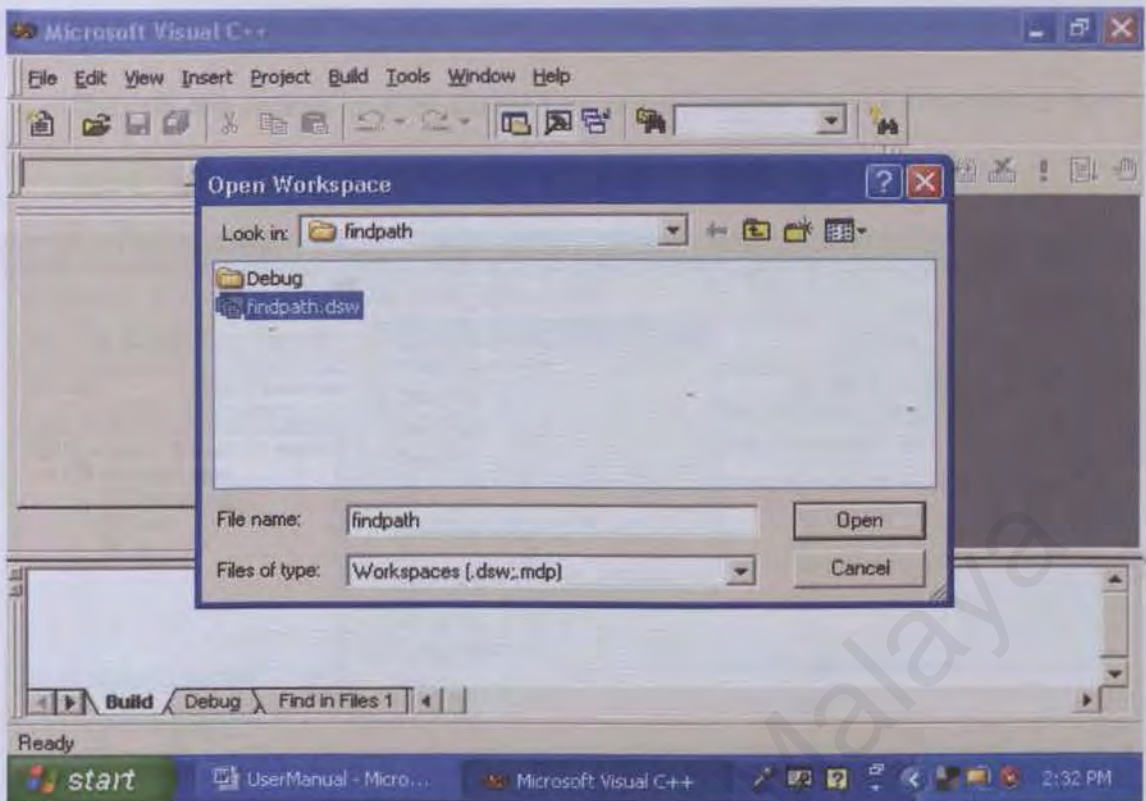 Microsoft Visual C++
File Edit View Insert Project Build Tools Window Help
Open Workspace
Look in: findpath
Debug
findpath.dsw
File name: findpath
Open
Files of type: Workspaces (.dsw;.mdp)
Cancel
Build Debug Find in Files 1
Ready
start UserManual - Micro... Microsoft Visual C++ 2:32 PM
Malaya